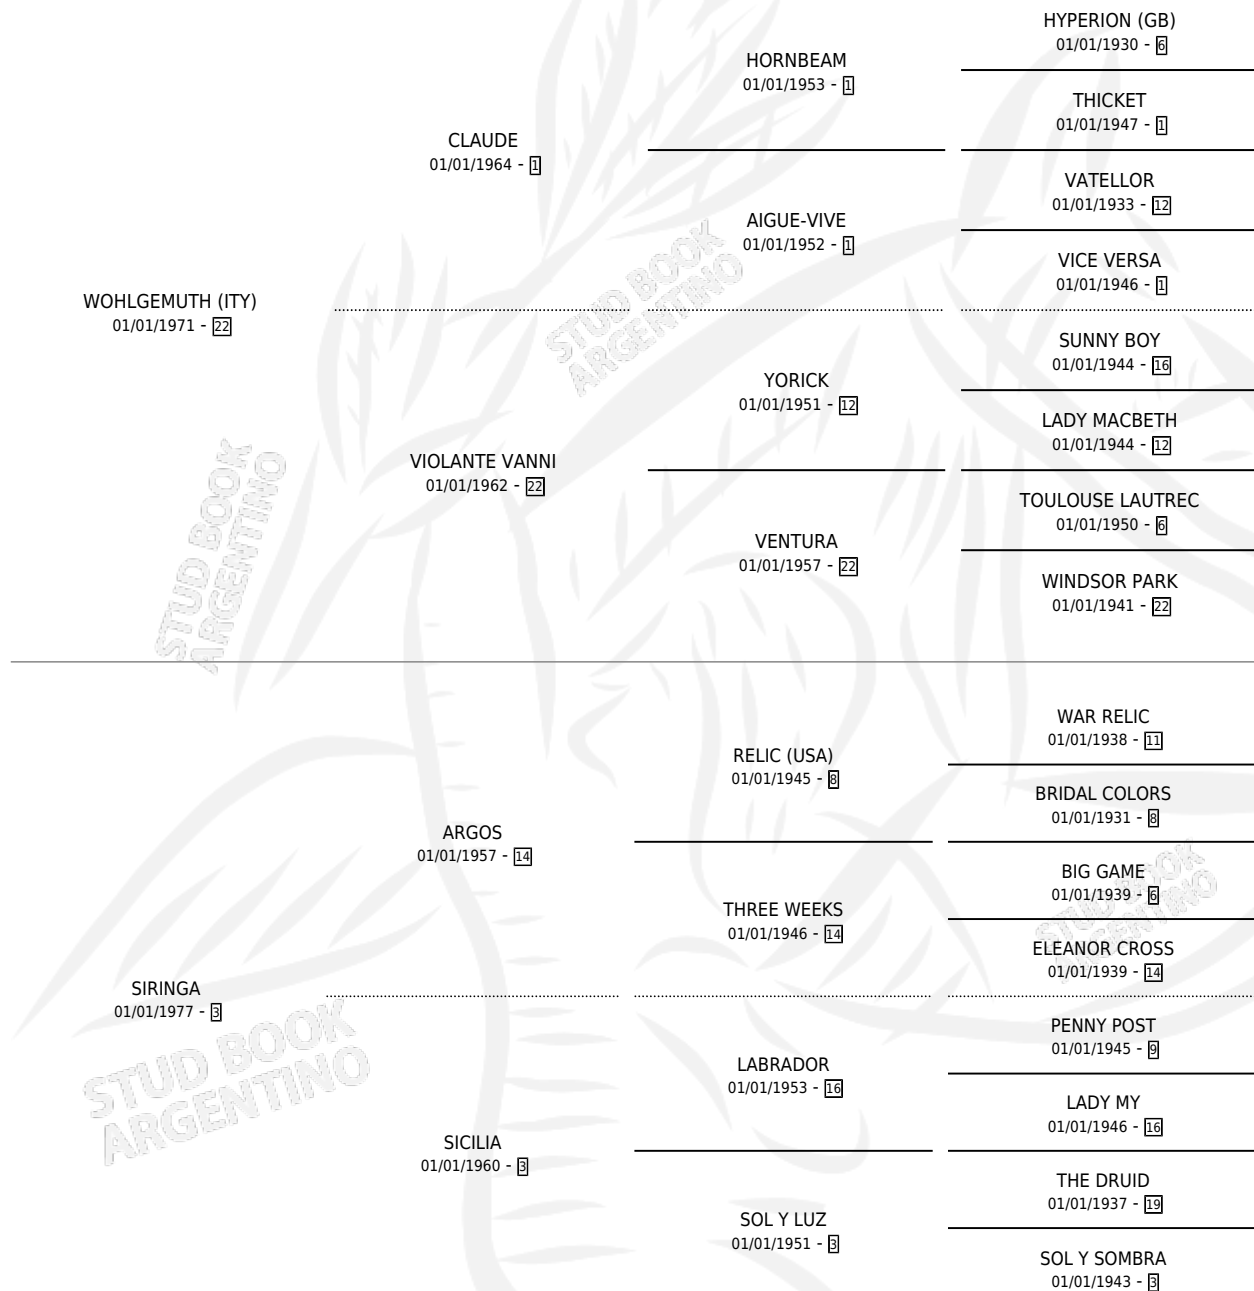 HYPERION (GB)
01/01/1930 - 6
HORNBEAM
01/01/1953 - 1
THICKET
01/01/1947 - 1
CLAUDE
01/01/1964 - 1
VATELLOR
01/01/1933 - 12
AIGUE-VIVE
01/01/1952 - 1
VICE VERSA
01/01/1946 - 1
WOHLGEMUTH (ITY)
01/01/1971 - 22
STUD BOOK
ARGENTINO
SUNNY BOY
01/01/1944 - 16
YORICK
01/01/1951 - 12
LADY MACBETH
01/01/1944 - 12
VIOLANTE VANNI
01/01/1962 - 22
TOULOUSE LAUTREC
01/01/1950 - 6
VENTURA
01/01/1957 - 22
WINDSOR PARK
01/01/1941 - 22
STUD BOOK
ARGENTINO
WAR RELIC
01/01/1938 - 11
RELIC (USA)
01/01/1945 - 8
BRIDAL COLORS
01/01/1931 - 8
ARGOS
01/01/1957 - 14
BIG GAME
01/01/1939 - 6
STUD BOOK
ARGENTINO
THREE WEEKS
01/01/1946 - 14
ELEANOR CROSS
01/01/1939 - 14
SIRINGA
01/01/1977 - 3
STUD BOOK
ARGENTINO
PENNY POST
01/01/1945 - 9
LABRADOR
01/01/1953 - 16
LADY MY
01/01/1946 - 16
SICILIA
01/01/1960 - 3
THE DRUID
01/01/1937 - 19
SOL Y LUZ
01/01/1951 - 3
SOL Y SOMBRA
01/01/1943 - 3